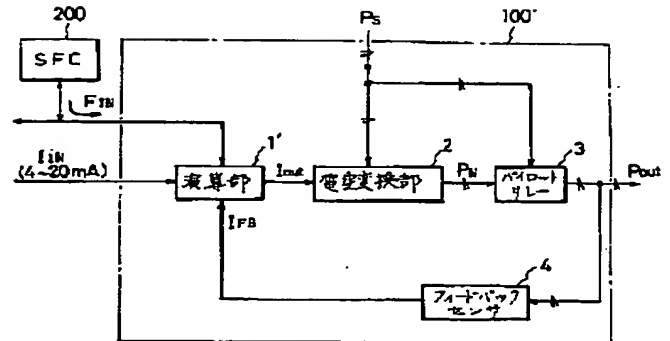 200
SFC
PS
100'
FIN
IIN
(4~20mA)
1'
演算部
Iout
2
電空変換部
PN
3
パイロット
リレー
Pout
IFB
4
フィードバック
センサ